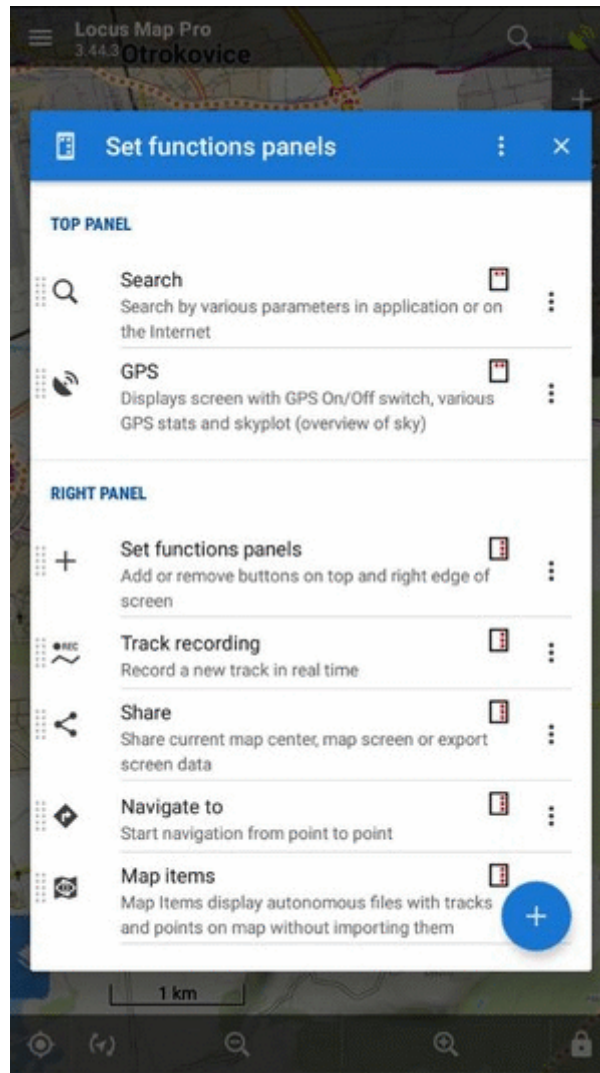 Locus Map Pro
3.44.3
Otrokovice
Set functions panels
TOP PANEL
Search
Search by various parameters in application or on
the Internet
GPS
Displays screen with GPS On/Off switch, various
GPS stats and skyplot (overview of sky)
RIGHT PANEL
Set functions panels
Add or remove buttons on top and right edge of
screen
REC
Track recording
Record a new track in real time
Share
Share current map center, map screen or export
screen data
Navigate to
Start navigation from point to point
Map items
Map Items display autonomous files with tracks
and points on map without importing them
1 km